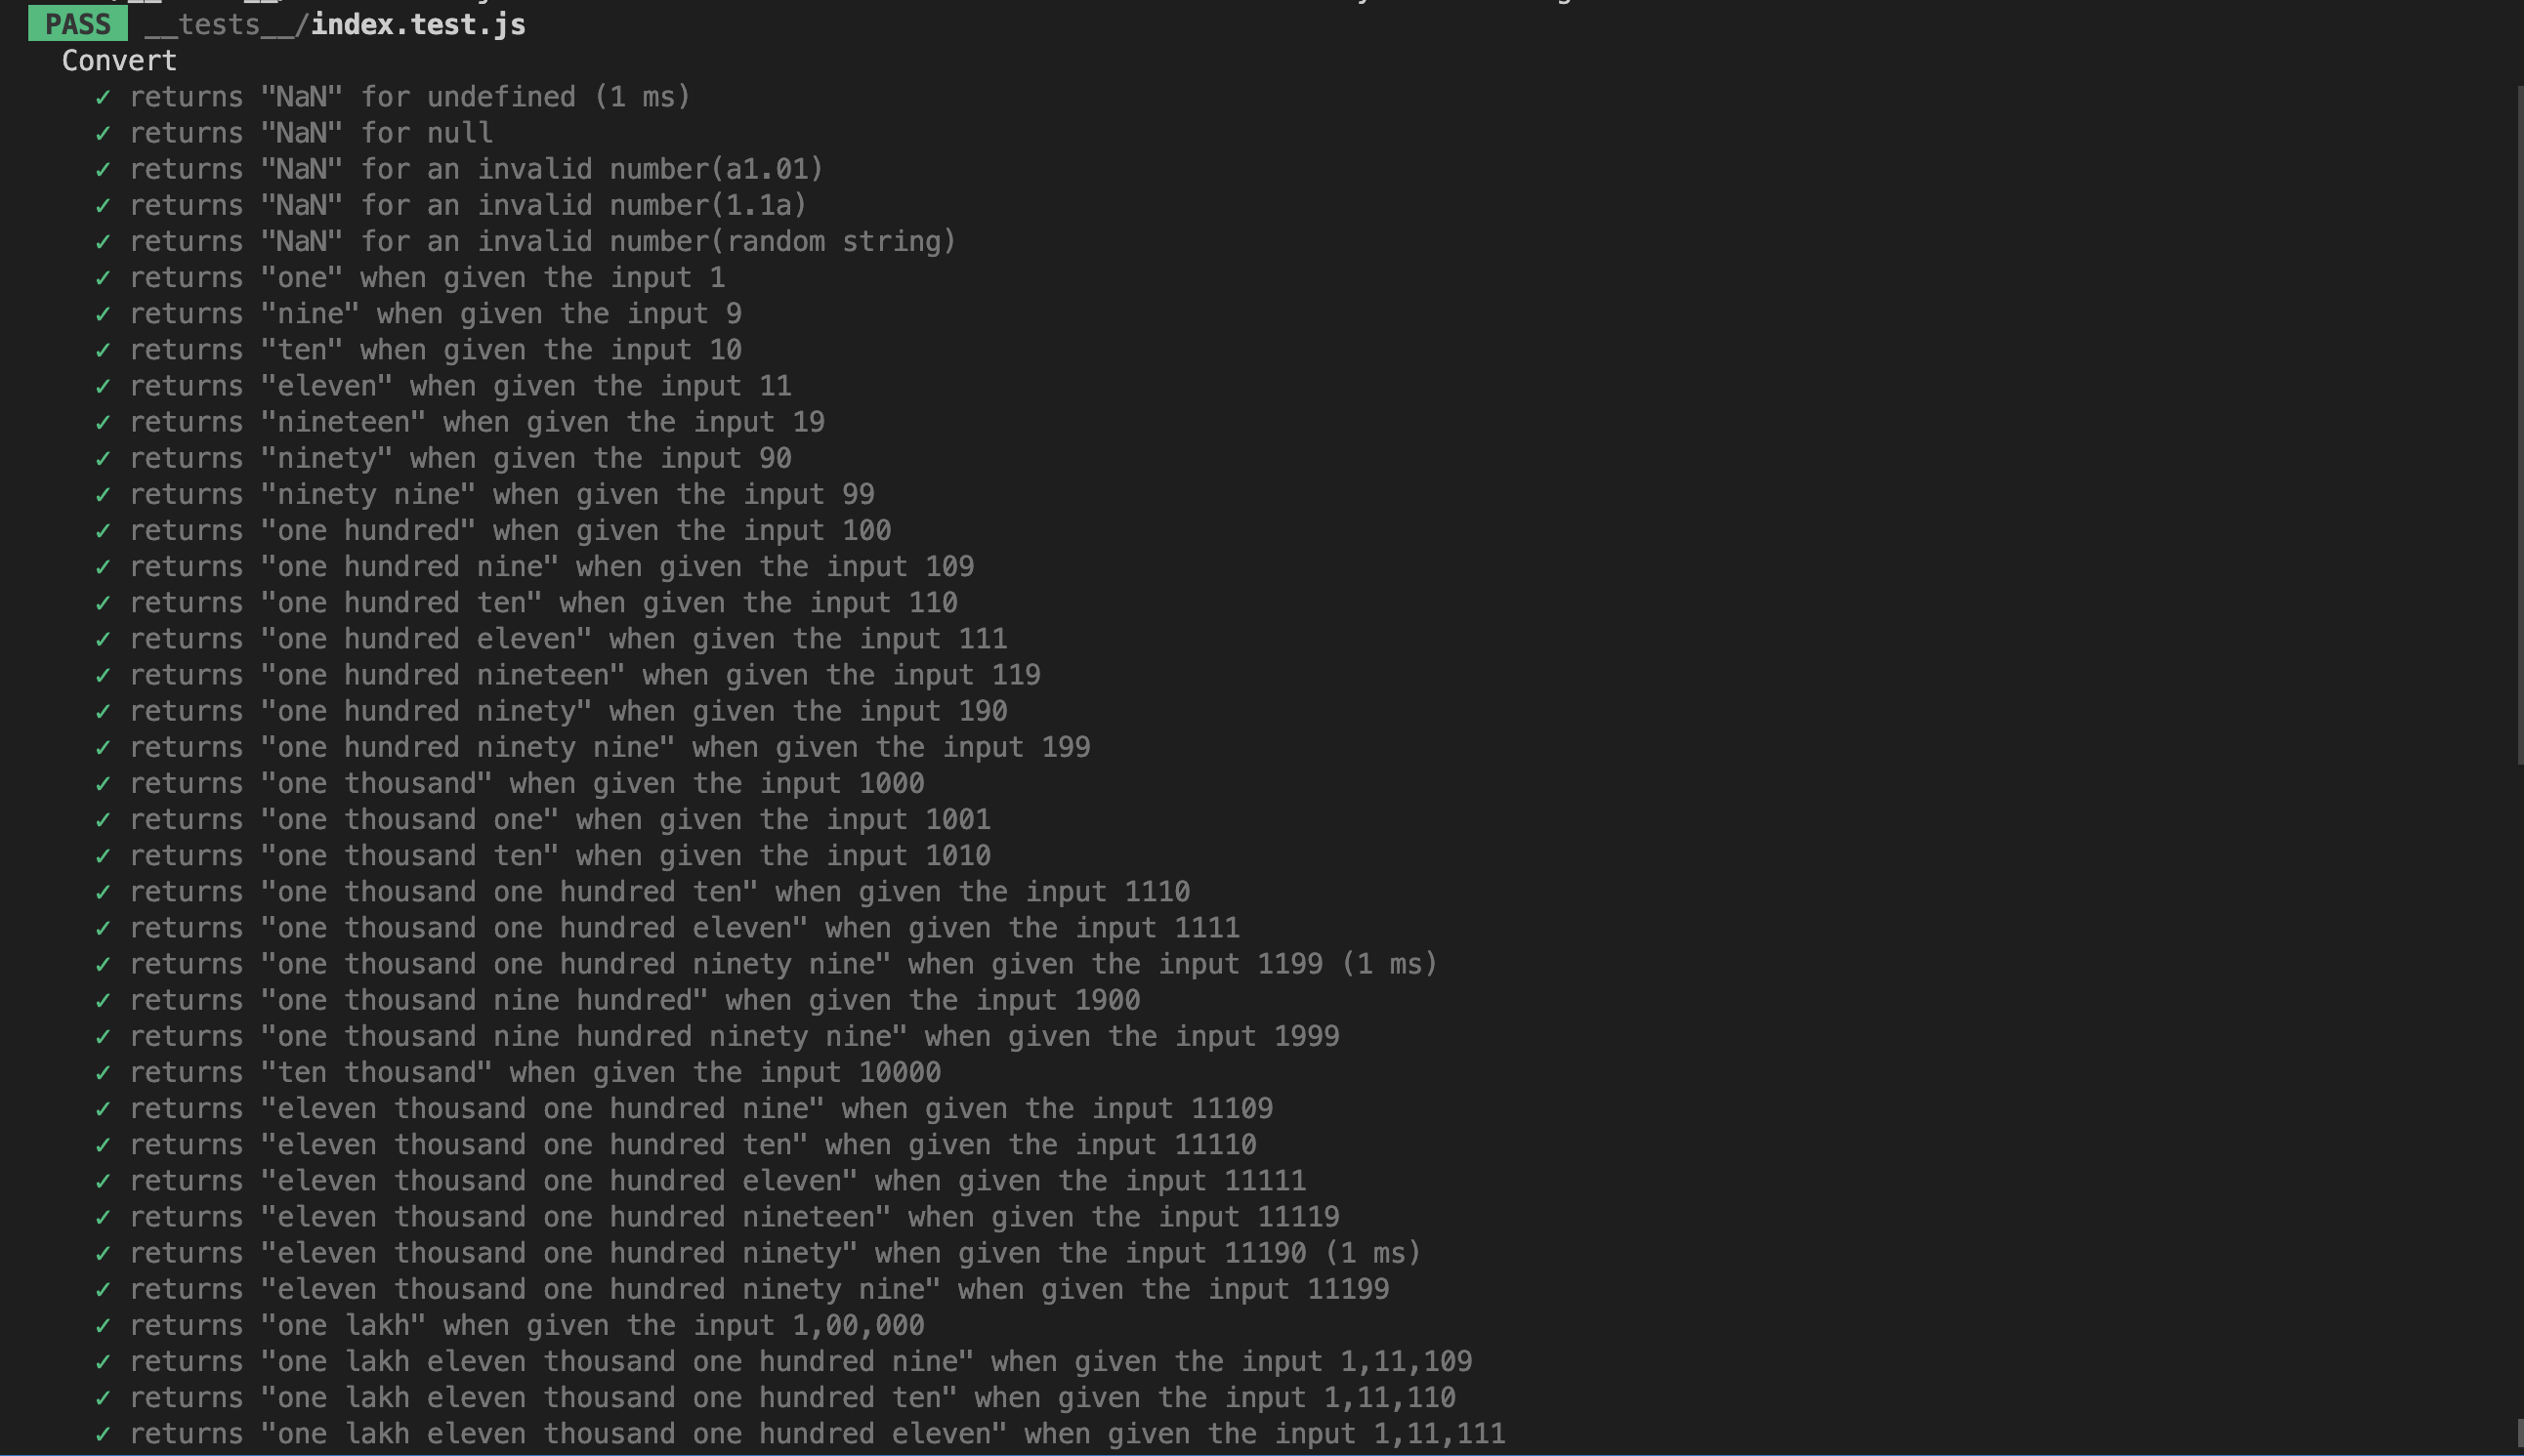 PASS __tests__/index.test.js
Convert
✓ returns "NaN" for undefined (1 ms)
✓ returns "NaN" for null
✓ returns "NaN" for an invalid number(a1.01)
✓ returns "NaN" for an invalid number(1.1a)
✓ returns "NaN" for an invalid number(random string)
✓ returns "one" when given the input 1
✓ returns "nine" when given the input 9
✓ returns "ten" when given the input 10
✓ returns "eleven" when given the input 11
✓ returns "nineteen" when given the input 19
✓ returns "ninety" when given the input 90
✓ returns "ninety nine" when given the input 99
✓ returns "one hundred" when given the input 100
✓ returns "one hundred nine" when given the input 109
✓ returns "one hundred ten" when given the input 110
✓ returns "one hundred eleven" when given the input 111
✓ returns "one hundred nineteen" when given the input 119
✓ returns "one hundred ninety" when given the input 190
✓ returns "one hundred ninety nine" when given the input 199
✓ returns "one thousand" when given the input 1000
✓ returns "one thousand one" when given the input 1001
✓ returns "one thousand ten" when given the input 1010
✓ returns "one thousand one hundred ten" when given the input 1110
✓ returns "one thousand one hundred eleven" when given the input 1111
✓ returns "one thousand one hundred ninety nine" when given the input 1199 (1 ms)
✓ returns "one thousand nine hundred" when given the input 1900
✓ returns "one thousand nine hundred ninety nine" when given the input 1999
✓ returns "ten thousand" when given the input 10000
✓ returns "eleven thousand one hundred nine" when given the input 11109
✓ returns "eleven thousand one hundred ten" when given the input 11110
✓ returns "eleven thousand one hundred eleven" when given the input 11111
✓ returns "eleven thousand one hundred nineteen" when given the input 11119
✓ returns "eleven thousand one hundred ninety" when given the input 11190 (1 ms)
✓ returns "eleven thousand one hundred ninety nine" when given the input 11199
✓ returns "one lakh" when given the input 1,00,000
✓ returns "one lakh eleven thousand one hundred nine" when given the input 1,11,109
✓ returns "one lakh eleven thousand one hundred ten" when given the input 1,11,110
✓ returns "one lakh eleven thousand one hundred eleven" when given the input 1,11,111